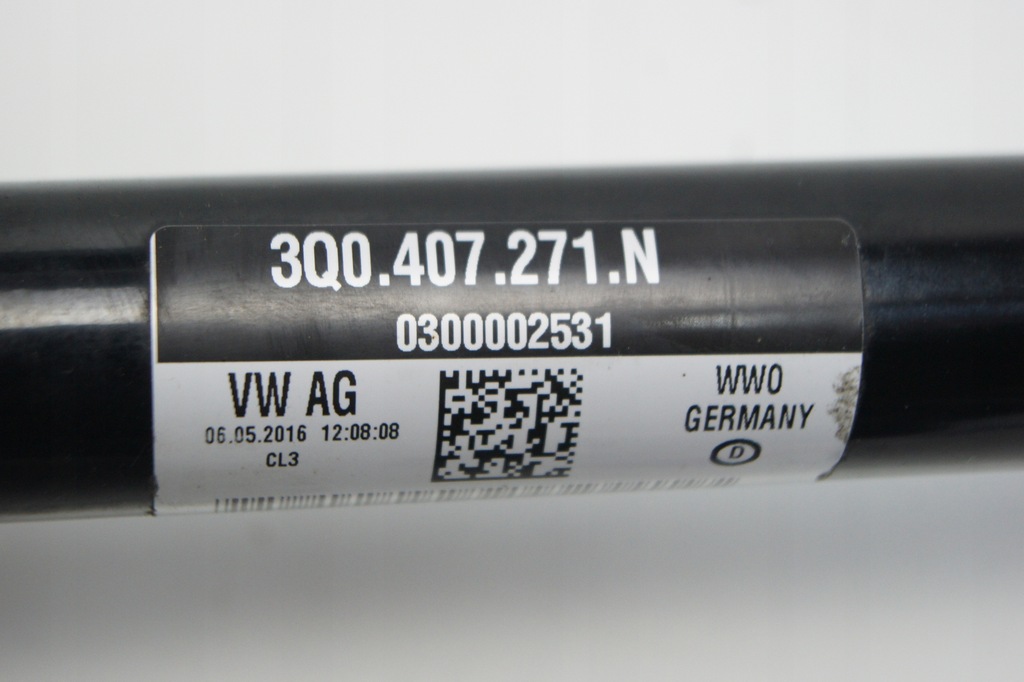 3Q0.407.271.N
0300002531
VW AG
06.05.2016 12:08:08
CL3
WWO
GERMANY
D